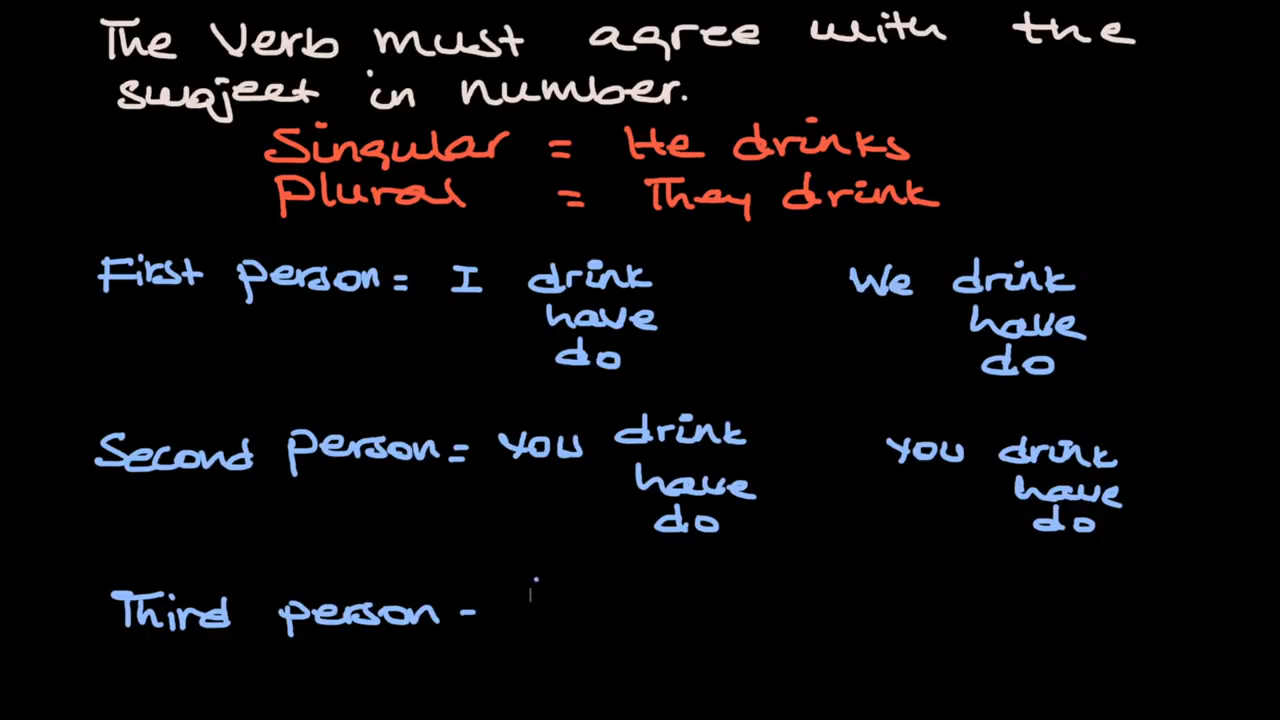 The Verb must agree with the
subject in number.
Singular = He drinks
Plural = They drink
First person = I drink We drink
have have
do do
Second person = you drink you drink
have have
do do
Third person -